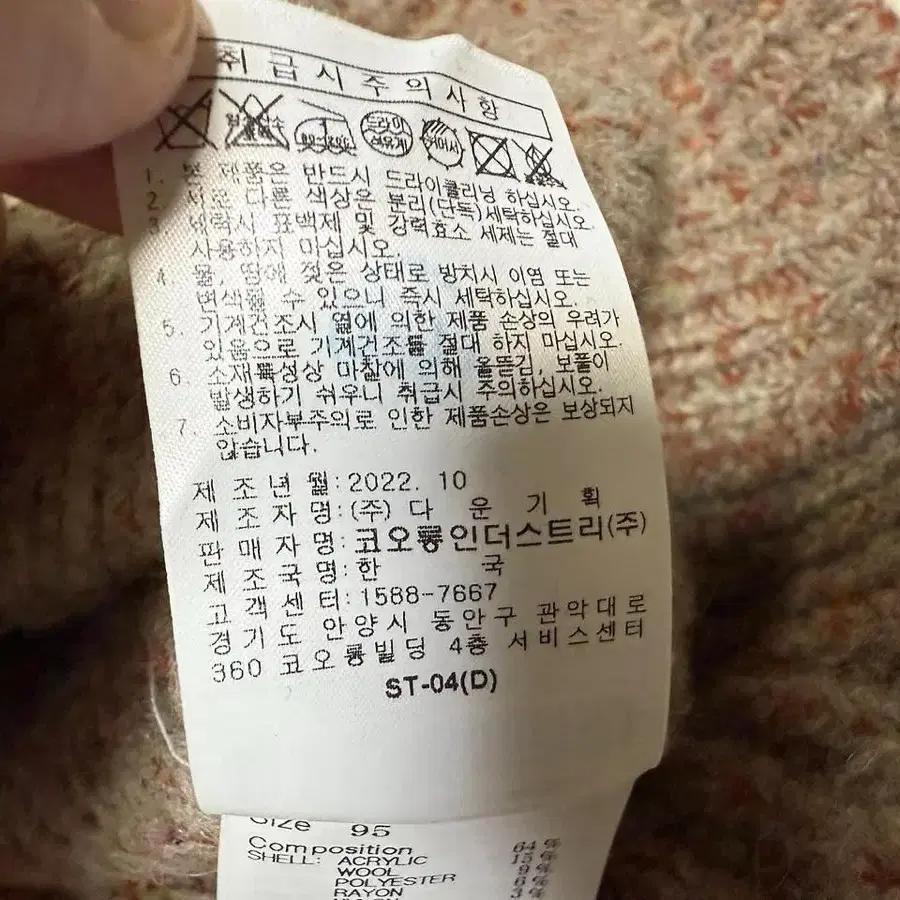 취급시주의사항
드라이
석유계
1. 본 제품은 반드시 드라이클리닝 하십시오.
2. 다른 색상은 분리(단독)세탁하십시오.
3. 세탁시 표백제 및 강력효소 세제는 절대
사용하지 마십시오.
4. 물, 땀에 젖은 상태로 방치시 이염 또는
변색될 수 있으니 즉시 세탁하십시오.
5. 기계건조시 열에 의한 제품 손상의 우려가
있음으로 기계건조를 절대 하지 마십시오.
6. 소재특성상 마찰에 의해 올뜯김, 보풀이
발생하기 쉬우니 취급시 주의하십시오.
7. 소비자부주의로 인한 제품손상은 보상되지
않습니다.
제 조 년 월: 2022. 10
제 조 자 명: (주) 다 운 기 획
판 매 자 명: 코오롱인더스트리(주)
제 조 국 명: 한 국
고 객 센 터: 1588-7667
경기도 안양시 동안구 관악대로
360 코오롱빌딩 4층 서비스센터
ST-04(D)
Size 95
Composition
SHELL: ACRYLIC 64 %
WOOL 15 %
POLYESTER 9 %
RAYON 6 %
3 %